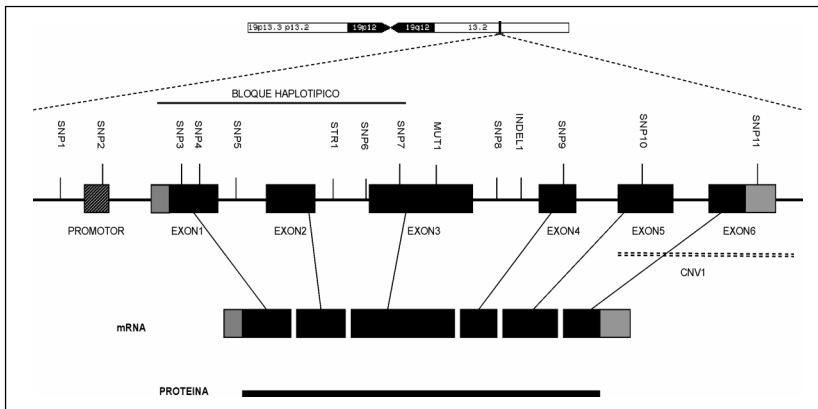 19p13.3 p13.2 19p12 19q12 13.2
BLOQUE HAPLOTIPICO
SNP1 SNP2 SNP3 SNP4 SNP5 STR1 SNP6 SNP7 MUT1 SNP8 INDEL1 SNP9 SNP10 SNP11
PROMOTOR EXON1 EXON2 EXON3 EXON4 EXON5 EXON6
CNV1
mRNA
PROTEINA